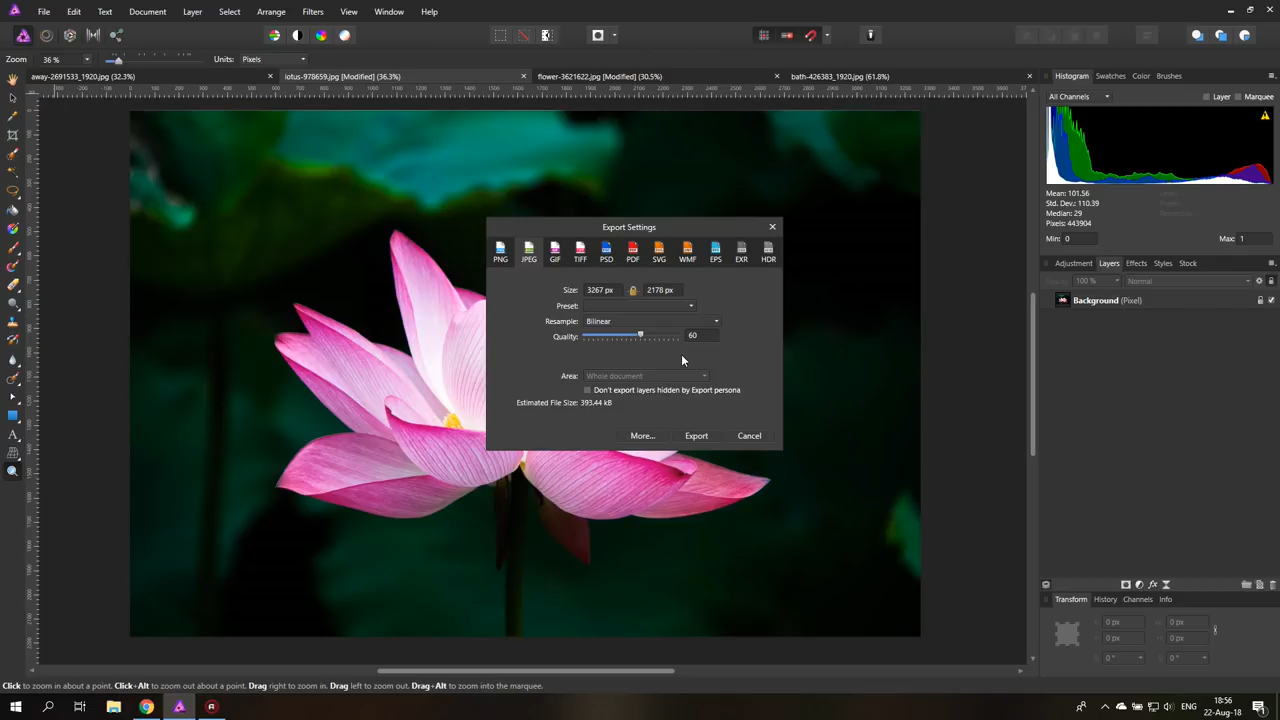 File Edit Text Document Layer Select Arrange Filters View Window Help
Zoom 36 % Units: Pixels
away-2691533_1920.jpg (32.3%) lotus-978659.jpg [Modified] (36.3%) flower-3621622.jpg [Modified] (30.5%) bath-426383_1920.jpg (61.8%)
Histogram Swatches Color Brushes
All Channels Layer Marquee
Mean: 101.56
Std. Dev.: 110.39
Median: 29
Pixels: 443904
Min: 0 Max: 1
Adjustment Layers Effects Styles Stock
Opacity: 100 % Normal
Background (Pixel)
Export Settings
PNG JPEG GIF TIFF PSD PDF SVG WMF EPS EXR HDR
Size: 3267 px 2178 px
Preset:
Resample: Bilinear
Quality: 60
Area: Whole document
Don't export layers hidden by Export persona
Estimated File Size: 393.44 kB
More... Export Cancel
Transform History Channels Info
X: 0 px W: 0 px
Y: 0 px H: 0 px
R: 0 ° S: 0 °
Click to zoom in about a point. Click+Alt to zoom out about a point. Drag right to zoom in. Drag left to zoom out. Drag+Alt to zoom into the marquee.
ENG 18:56
22-Aug-18